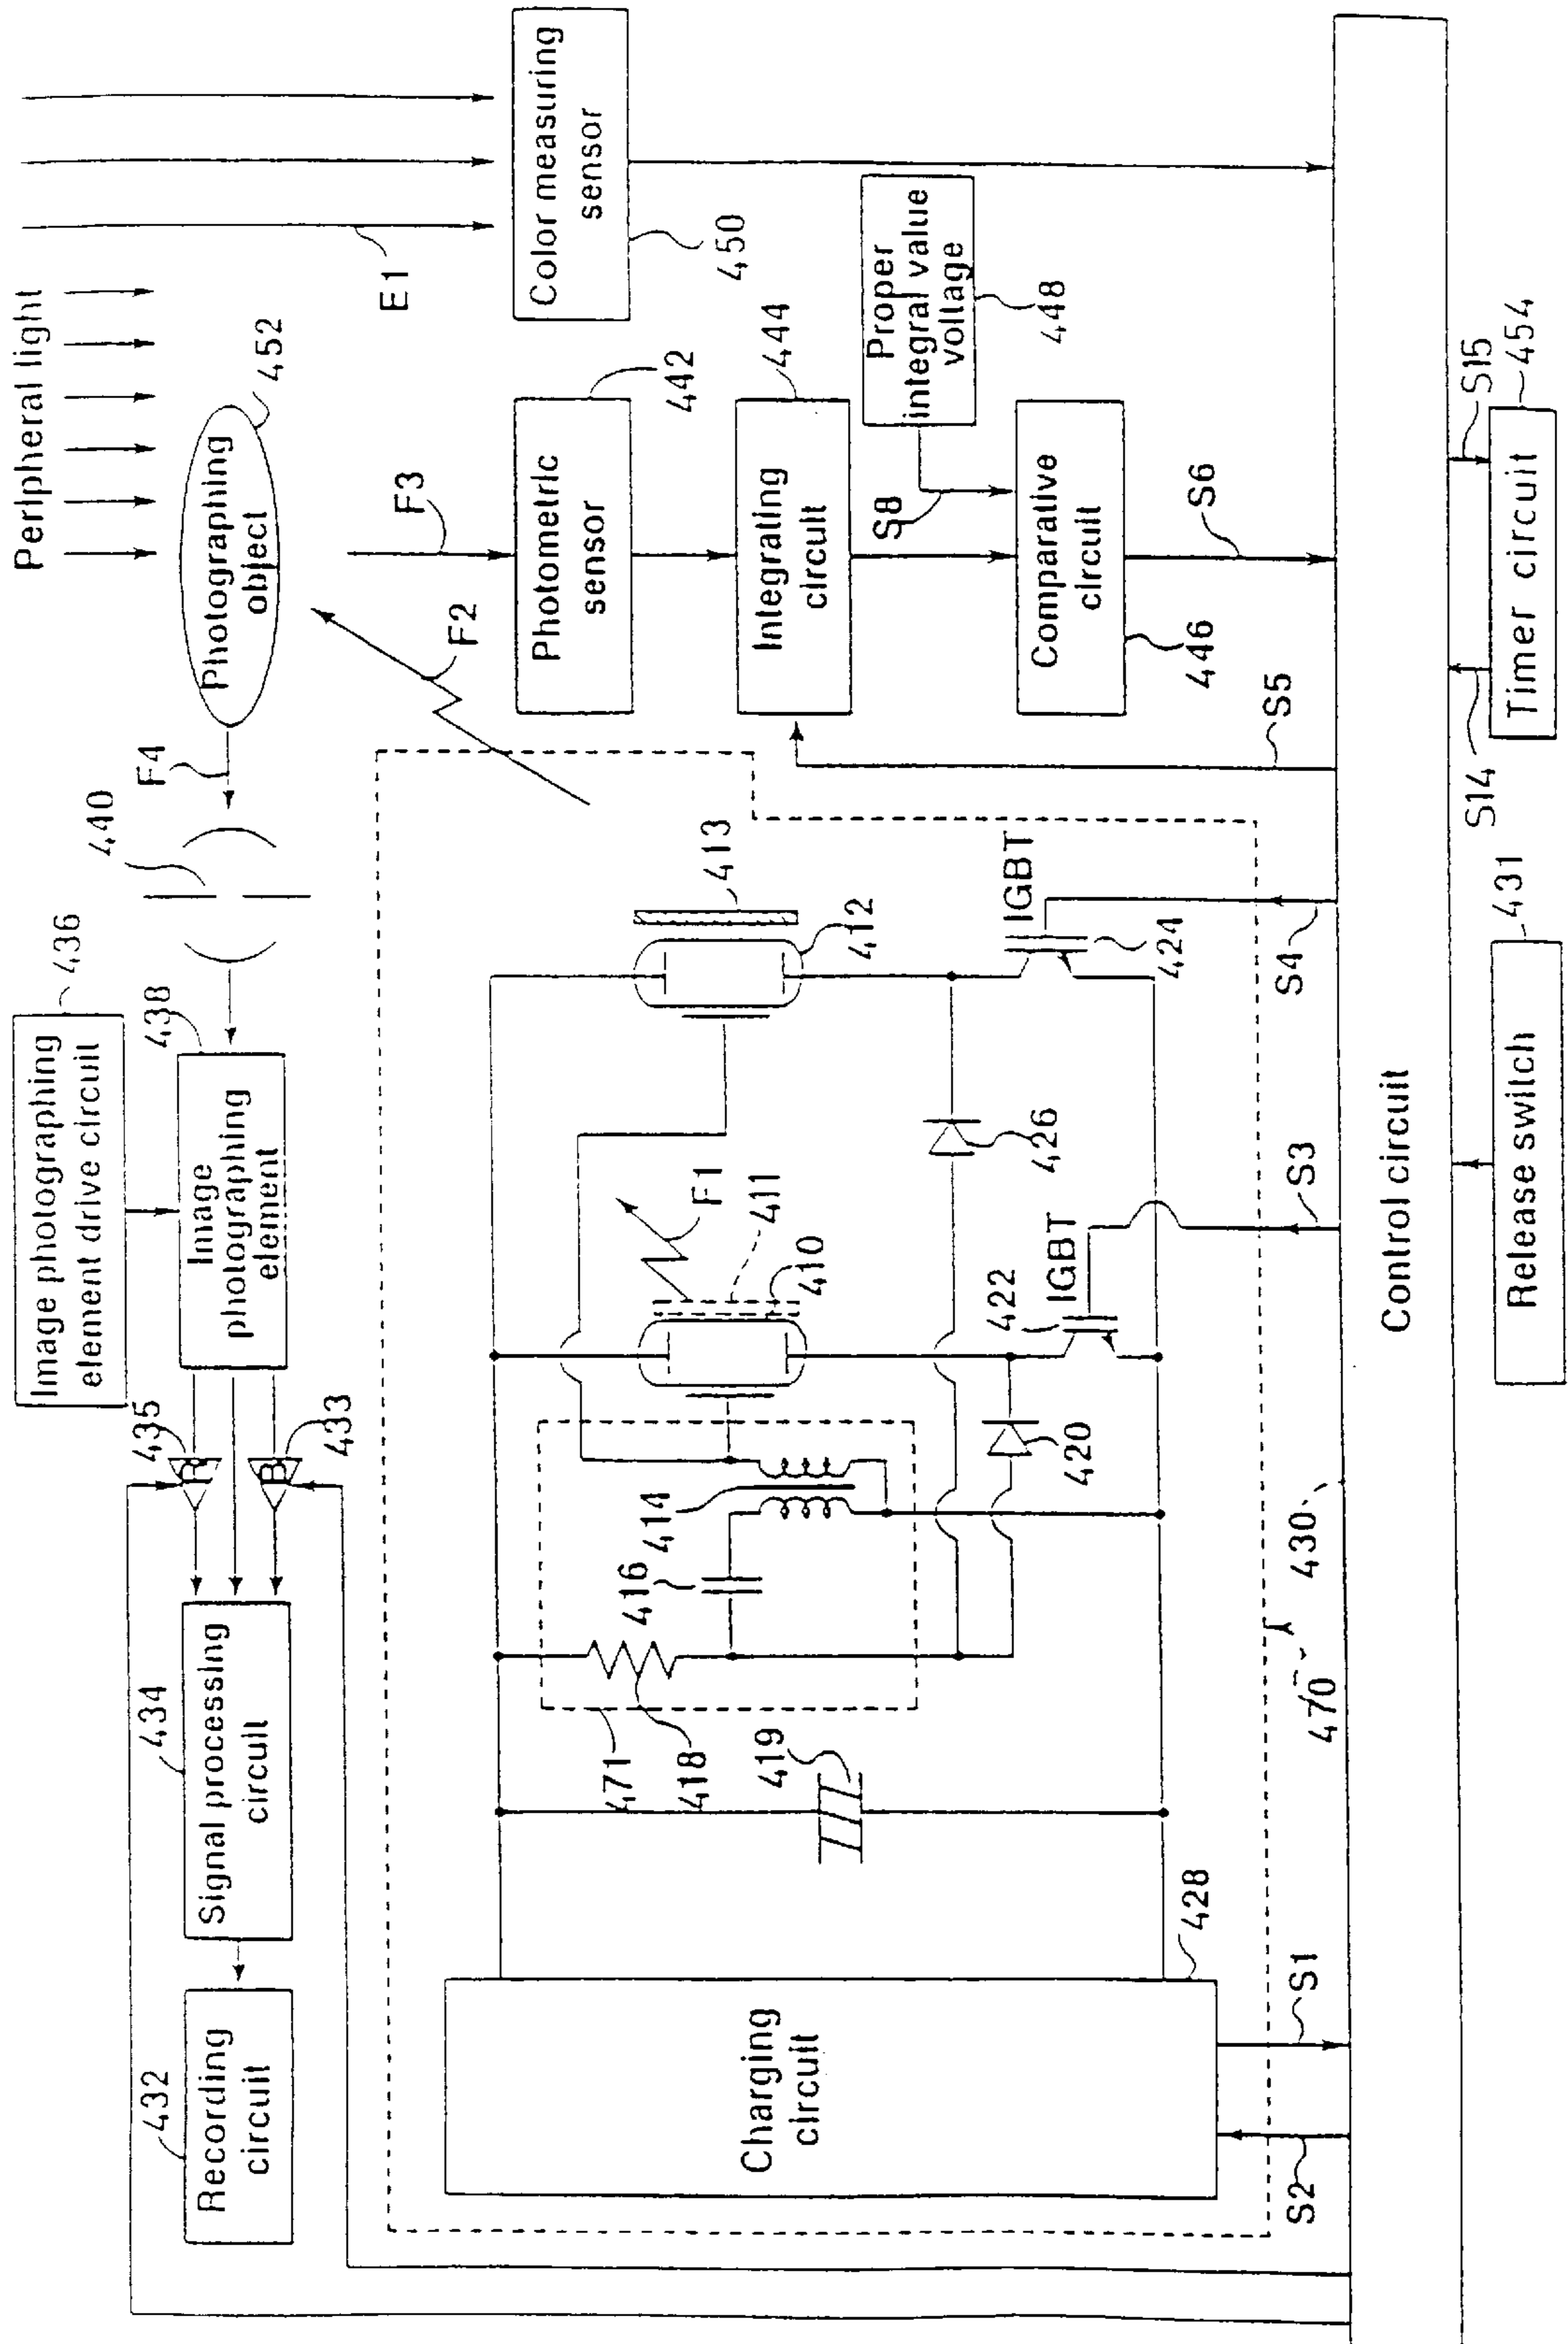 Peripheral light
E1
Color measuring
sensor
450
Photographing
object
452
F4
440
F3
F2
Photometric
sensor
442
Integrating
circuit
444
Proper
integral value
voltage
448
S8
Comparative
circuit
446
S6
S5
Image photographing
element drive circuit
436
Image
photographing
element
438
R
435
B
433
Signal processing
circuit
434
Recording
circuit
432
413
412
IGBT
424
S4
426
F1
411
410
IGBT
422
S3
420
414
416
418
471
419
Charging
circuit
428
S1
S2
470
430
Control circuit
S15
S14
Timer circuit
454
Release switch
431